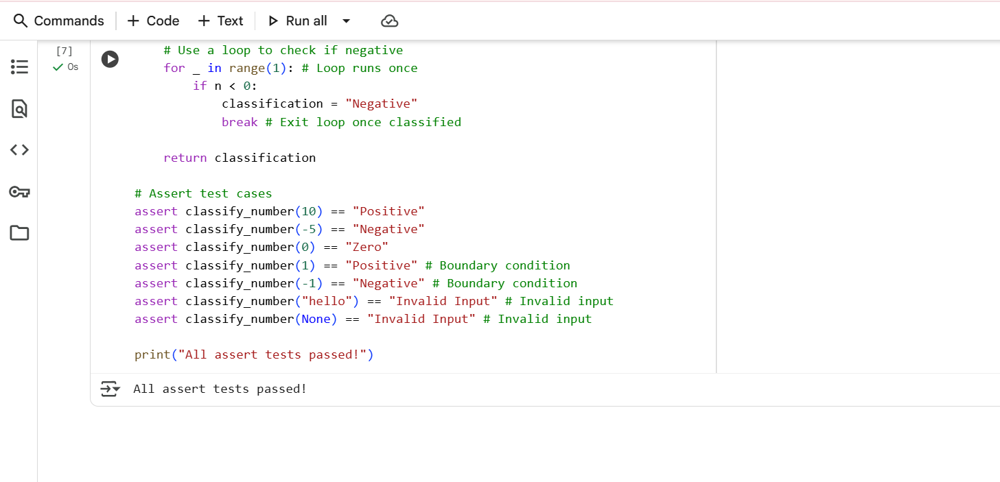 Commands + Code + Text Run all
[7]
0s
# Use a loop to check if negative
for _ in range(1): # Loop runs once
if n < 0:
classification = "Negative"
break # Exit loop once classified
return classification
# Assert test cases
assert classify_number(10) == "Positive"
assert classify_number(-5) == "Negative"
assert classify_number(0) == "Zero"
assert classify_number(1) == "Positive" # Boundary condition
assert classify_number(-1) == "Negative" # Boundary condition
assert classify_number("hello") == "Invalid Input" # Invalid input
assert classify_number(None) == "Invalid Input" # Invalid input
print("All assert tests passed!")
All assert tests passed!